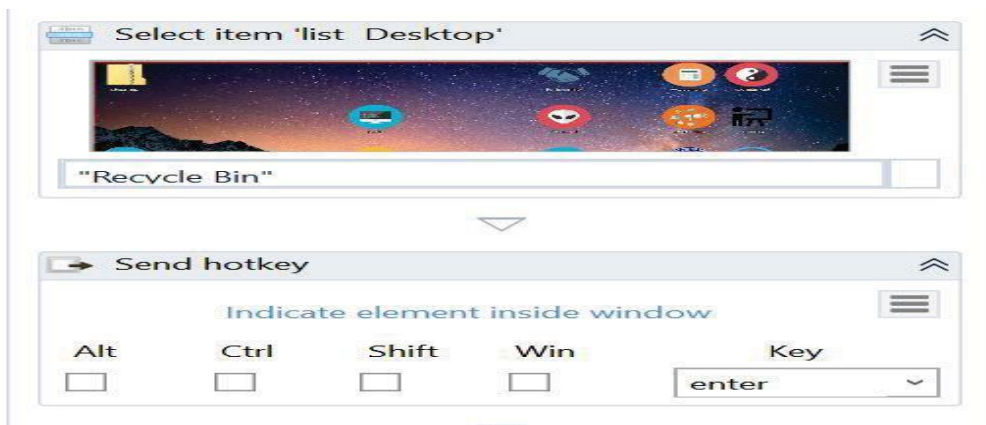 Select item 'list Desktop'
"Recycle Bin"
Send hotkey
Indicate element inside window
Alt Ctrl Shift Win Key
enter